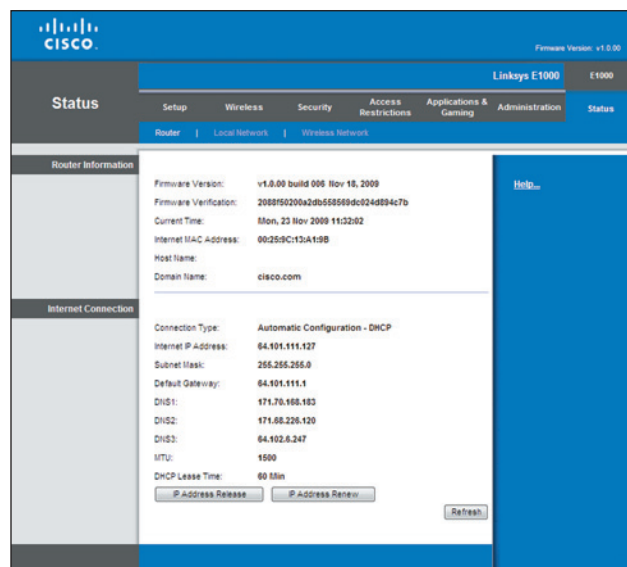 CISCO.
Firmware Version: v1.0.00
Linksys E1000 E1000
Status
Setup Wireless Security Access Restrictions Applications & Gaming Administration Status
Router | Local Network | Wireless Network
Router Information
Firmware Version: v1.0.00 build 006 Nov 18, 2009
Firmware Verification: 2088f50200a2db558569dc024d894c7b
Current Time: Mon, 23 Nov 2009 11:32:02
Internet MAC Address: 00:25:9C:13:A1:9B
Host Name:
Domain Name: cisco.com
Help...
Internet Connection
Connection Type: Automatic Configuration - DHCP
Internet IP Address: 64.101.111.127
Subnet Mask: 255.255.255.0
Default Gateway: 64.101.111.1
DNS1: 171.70.168.183
DNS2: 171.68.226.120
DNS3: 64.102.6.247
MTU: 1500
DHCP Lease Time: 60 Min
IP Address Release IP Address Renew
Refresh